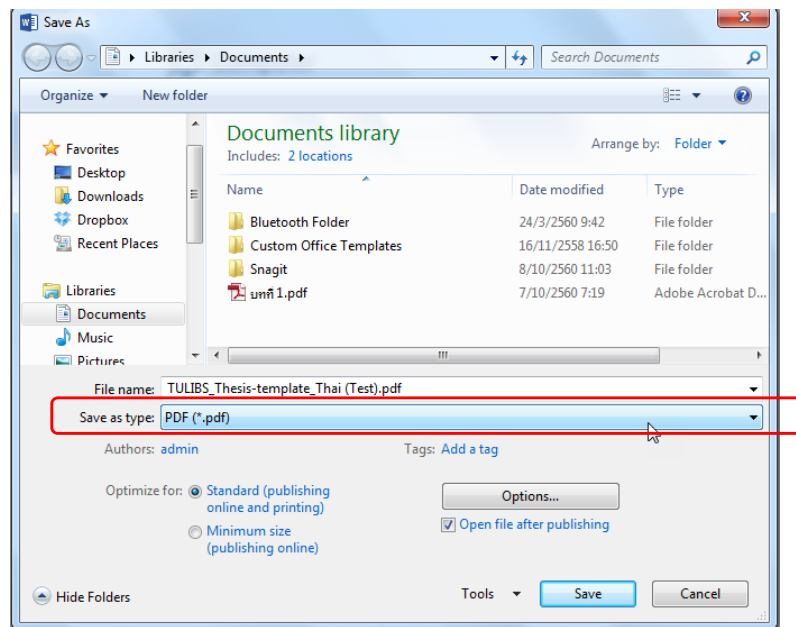 Save As
Libraries Documents
Search Documents
Organize
New folder
Favorites
Desktop
Downloads
Dropbox
Recent Places
Libraries
Documents
Music
Pictures
Documents library
Includes: 2 locations
Arrange by: Folder
Name Date modified Type
Bluetooth Folder 24/3/2560 9:42 File folder
Custom Office Templates 16/11/2558 16:50 File folder
Snagit 8/10/2560 11:03 File folder
บทที่ 1.pdf 7/10/2560 7:19 Adobe Acrobat D...
File name: TULIBS_Thesis-template_Thai (Test).pdf
Save as type: PDF (*.pdf)
Authors: admin
Tags: Add a tag
Optimize for: Standard (publishing
online and printing)
Minimum size
(publishing online)
Options...
Open file after publishing
Hide Folders
Tools
Save
Cancel